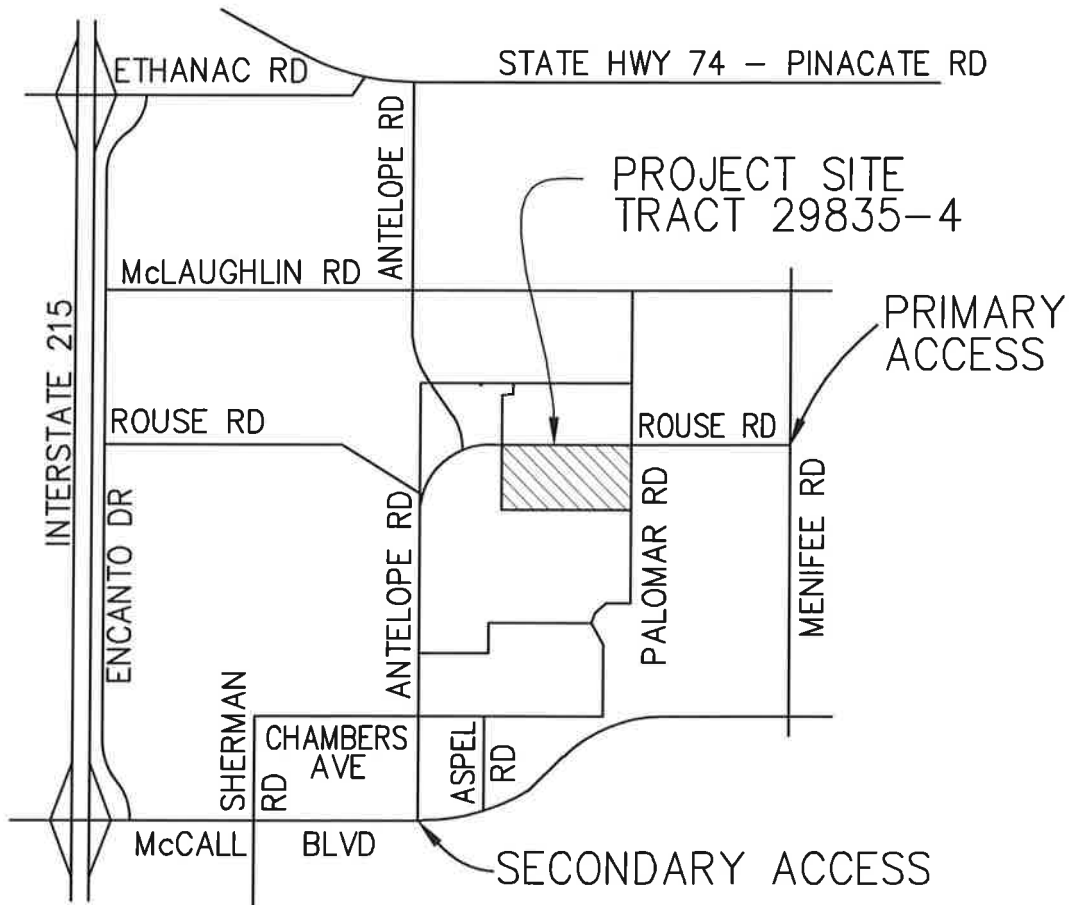 ETHANAC RD
STATE HWY 74 – PINACATE RD
ANTELOPE RD
PROJECT SITE
TRACT 29835–4
McLAUGHLIN RD
INTERSTATE 215
PRIMARY
ACCESS
ROUSE RD
ROUSE RD
ENCANTO DR
ANTELOPE RD
PALOMAR RD
MENIFEE RD
SHERMAN
RD
CHAMBERS
AVE
ASPEL
RD
McCALL BLVD
SECONDARY ACCESS